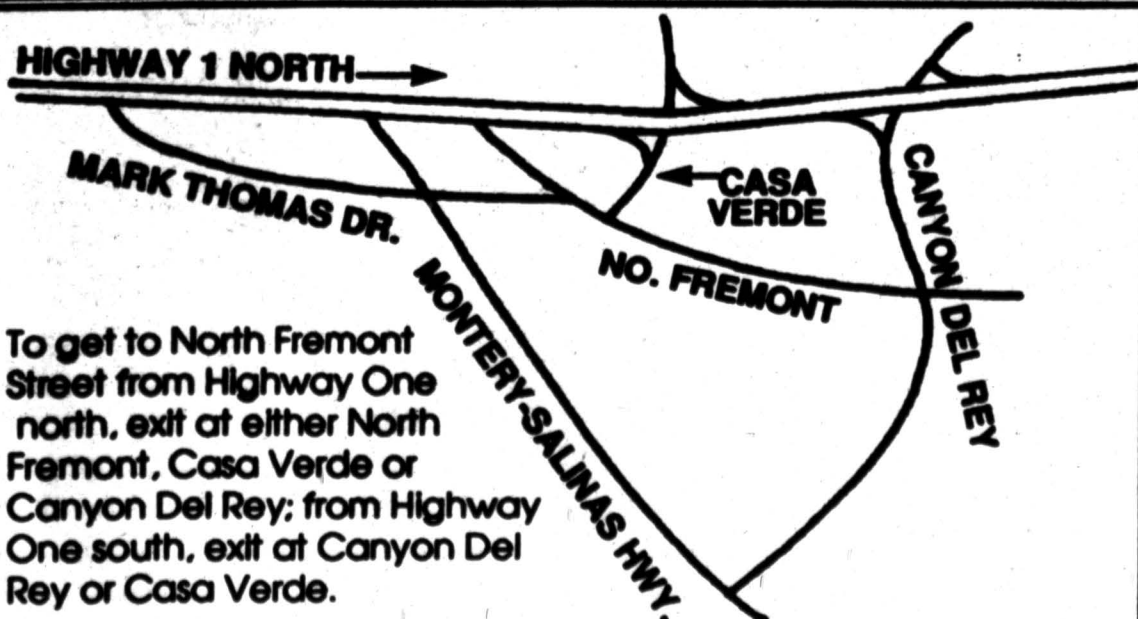 HIGHWAY 1 NORTH
MARK THOMAS DR.
CASA
VERDE
CANYON DEL REY
NO. FREMONT
MONTERY-SALINAS HWY.
To get to North Fremont
Street from Highway One
north, exit at either North
Fremont, Casa Verde or
Canyon Del Rey; from Highway
One south, exit at Canyon Del
Rey or Casa Verde.